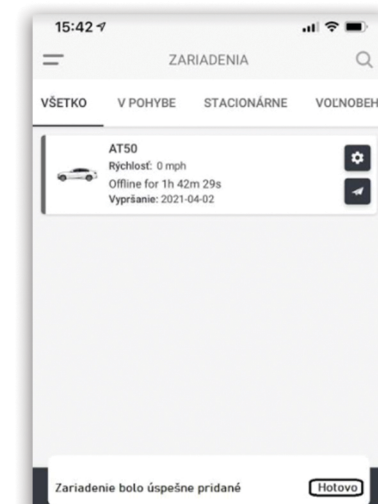 15:42
ZARIADENIA
VŠETKO V POHYBE STACIONÁRNE VOĽNOBEH
AT50
Rýchlosť: 0 mph
Offline for 1h 42m 29s
Vypršanie: 2021-04-02
Zariadenie bolo úspešne pridané Hotovo